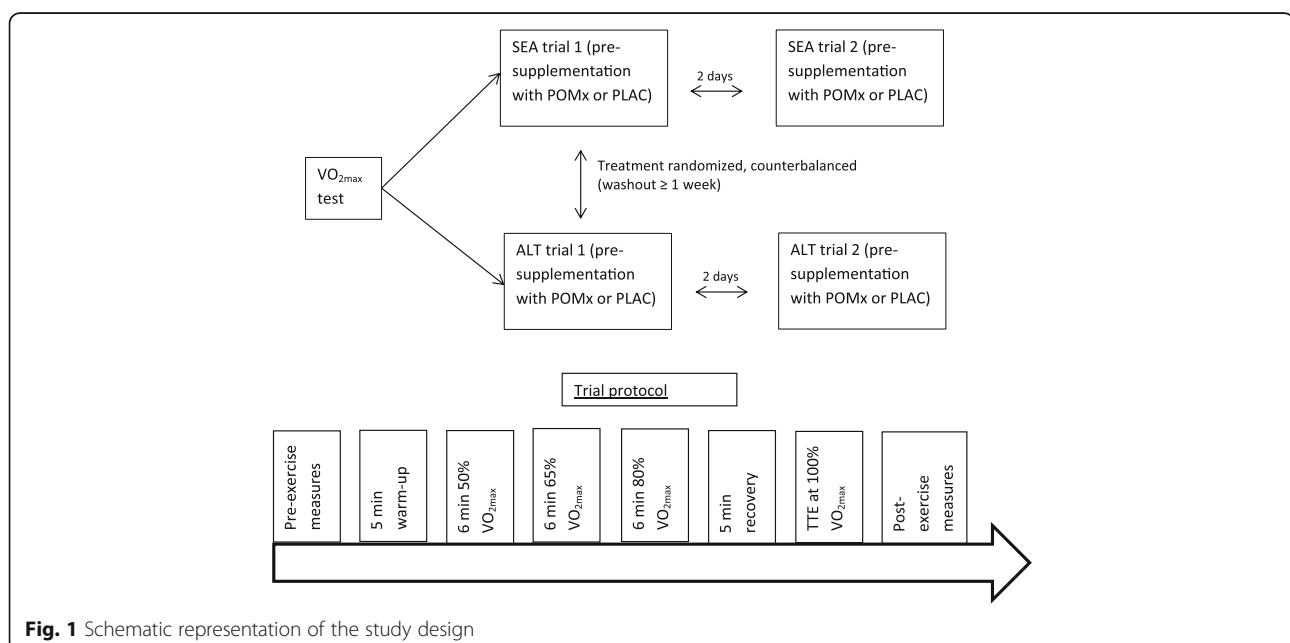 SEA trial 1 (pre-
supplementation
with POMx or PLAC)
2 days
SEA trial 2 (pre-
supplementation
with POMx or PLAC)
VO2max
test
Treatment randomized, counterbalanced
(washout ≥ 1 week)
ALT trial 1 (pre-
supplementation
with POMx or PLAC)
2 days
ALT trial 2 (pre-
supplementation
with POMx or PLAC)
Trial protocol
Pre-exercise
measures
5 min
warm-up
6 min 50%
VO2max
6 min 65%
VO2max
6 min 80%
VO2max
5 min
recovery
TTE at 100%
VO2max
Post-
exercise
measures
Fig. 1 Schematic representation of the study design